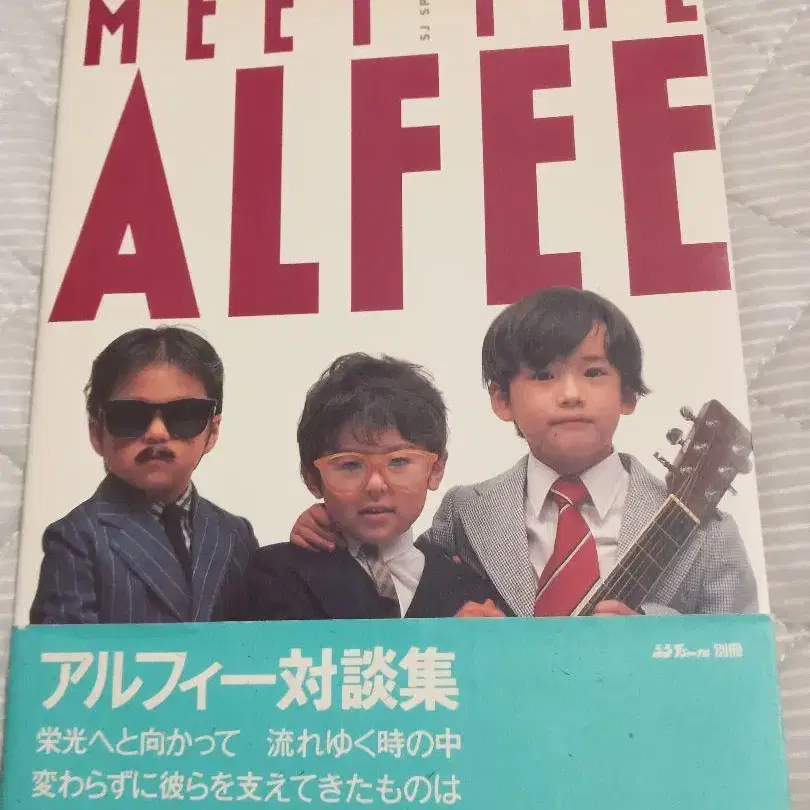 MEET THE
ALFEE
アルフィー対談集
別冊
栄光へと向かって 流れゆく時の中
変わらずに彼らを支えてきたものは